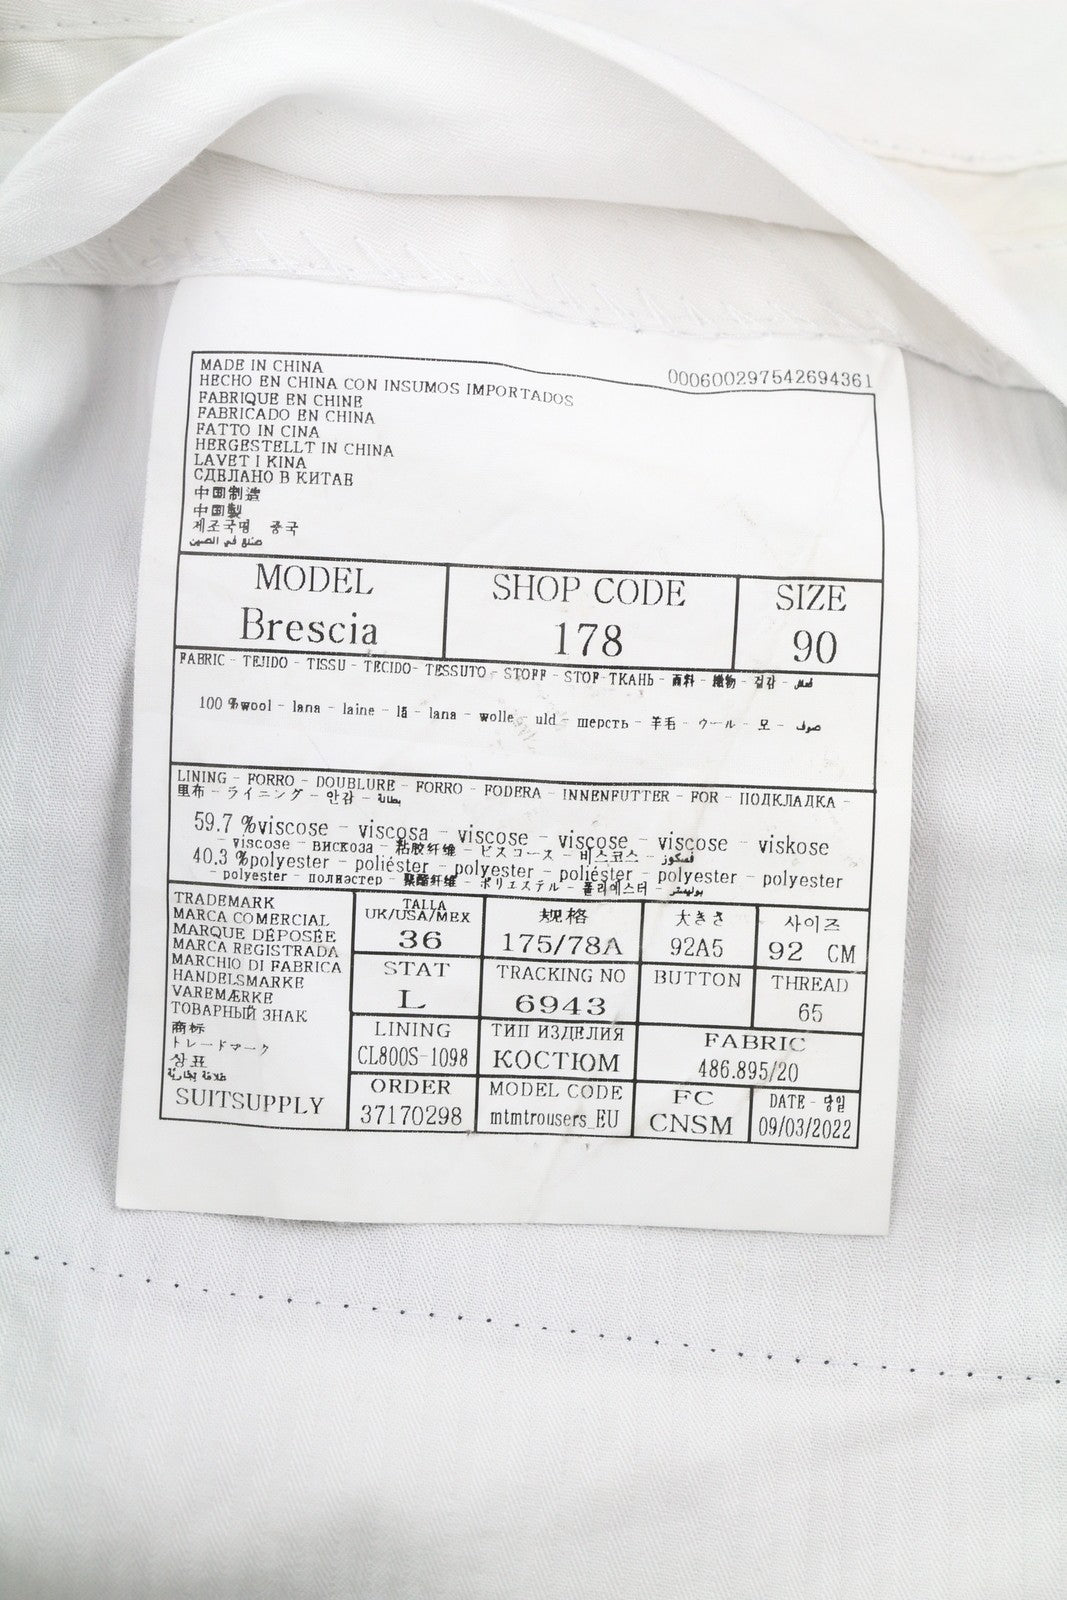 MADE IN CHINA
000600297542694361
HECHO EN CHINA CON INSUMOS IMPORTADOS
FABRIQUE EN CHINE
FABRICADO EN CHINA
FATTO IN CINA
HERGESTELLT IN CHINA
LAVET I KINA
СДЕЛАНО В КИТАЕ
中国制造
中国製
제조국명 중국
صنع في الصين
MODEL
Brescia
SHOP CODE
178
SIZE
90
FABRIC - TEJIDO - TISSU - TECIDO- TESSUTO - STOFF - STOF ТКАНЬ - 面料 - 織物 - 겉감 -
100 %wool - lana - laine - lã - lana - wolle - uld - шерсть - 羊毛 - ウール - 모 - صوف
LINING - FORRO - DOUBLURE - FORRO - FODERA - INNENFUTTER - FOR - ПОДКЛАДКА -
里布 - ライニング - 안감 - بطانة
59.7 %viscose - viscosa - viscose - viscose - viscose - viskose
- viscose - вискоза - 粘胶纤维 - ビスコース - 비스코스 - فسكوز
40.3 %polyester - poliéster - polyester - poliéster - polyester - polyester
- polyester - полиэстер - 聚酯纤维 - ポリエステル - 폴리에스터 - بوليستر
TRADEMARK
MARCA COMERCIAL
MARQUE DÉPOSÉE
MARCA REGISTRADA
MARCHIO DI FABRICA
HANDELSMARKE
VAREMÆRKE
ТОВАРНЫЙ ЗНАК
商标
トレードマーク
상표
علامة تجارية
SUITSUPPLY
TALLA
UK/USA/MEX
36
规格
175/78A
大きさ
92A5
사이즈
92 CM
STAT
L
TRACKING NO
6943
BUTTON
THREAD
65
LINING
CL800S-1098
ТИП ИЗДЕЛИЯ
КОСТЮМ
FABRIC
486.895/20
ORDER
37170298
MODEL CODE
mtmtrousers_EU
FC
CNSM
DATE - 당일
09/03/2022